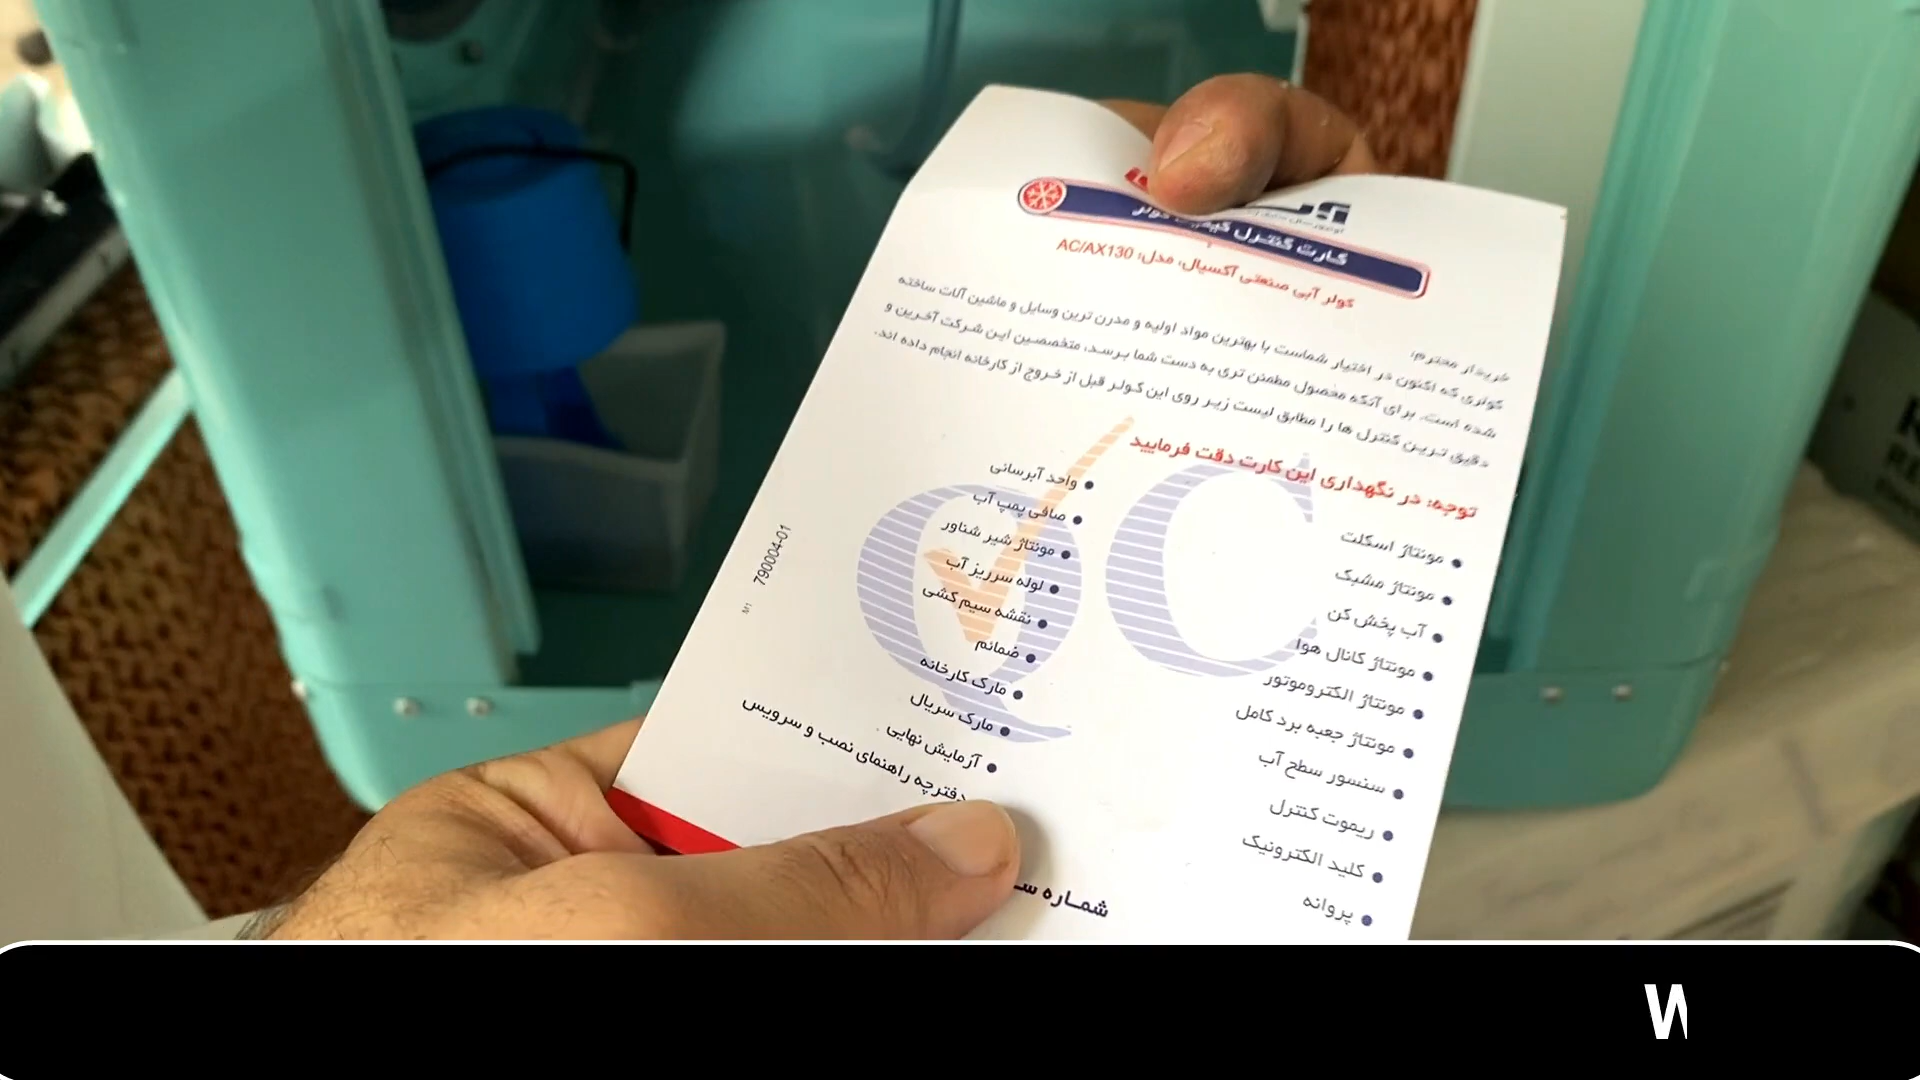 کارت کنترل کیفیت کولر
کولر آبی صنعتی آکسیال، مدل: AC/AX130
خریدار محترم؛
کولری که اکنون در اختیار شماست با بهترین مواد اولیه و مدرن ترین وسایل و ماشین آلات ساخته
شده است. برای آنکه محصول مطمئن تری به دست شما برسد، متخصصین این شرکت آخرین و
دقیق ترین کنترل ها را مطابق لیست زیر روی این کولر قبل از خروج از کارخانه انجام داده اند.
توجه: در نگهداری این کارت دقت فرمایید
مونتاژ اسکلت
مونتاژ مشبک
آب پخش کن
مونتاژ کانال هوا
مونتاژ الکتروموتور
مونتاژ جعبه برد کامل
سنسور سطح آب
ریموت کنترل
کلید الکترونیک
پروانه
واحد آبرسانی
صافی پمپ آب
مونتاژ شیر شناور
لوله سرریز آب
نقشه سیم کشی
ضمائم
مارک کارخانه
مارک سریال
آزمایش نهایی
دفترچه راهنمای نصب و سرویس
شماره
790004-01
M1
QC
W